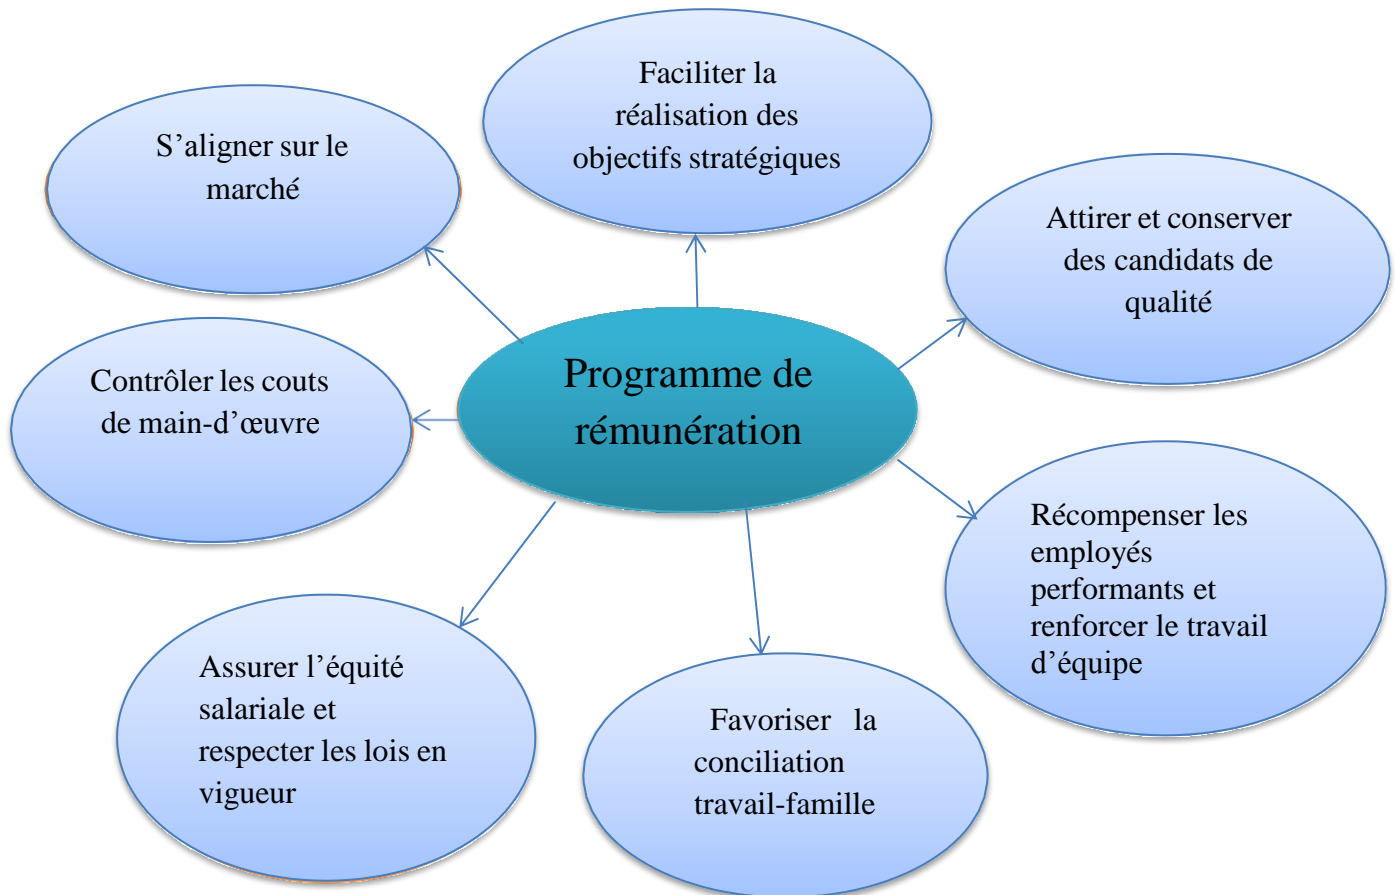 Faciliter la
réalisation des
objectifs stratégiques
S’aligner sur le
marché
Attirer et conserver
des candidats de
qualité
Programme de
rémunération
Contrôler les couts
de main-d’œuvre
Récompenser les
employés
performants et
renforcer le travail
d’équipe
Assurer l’équité
salariale et
respecter les lois en
vigueur
Favoriser la
conciliation
travail-famille